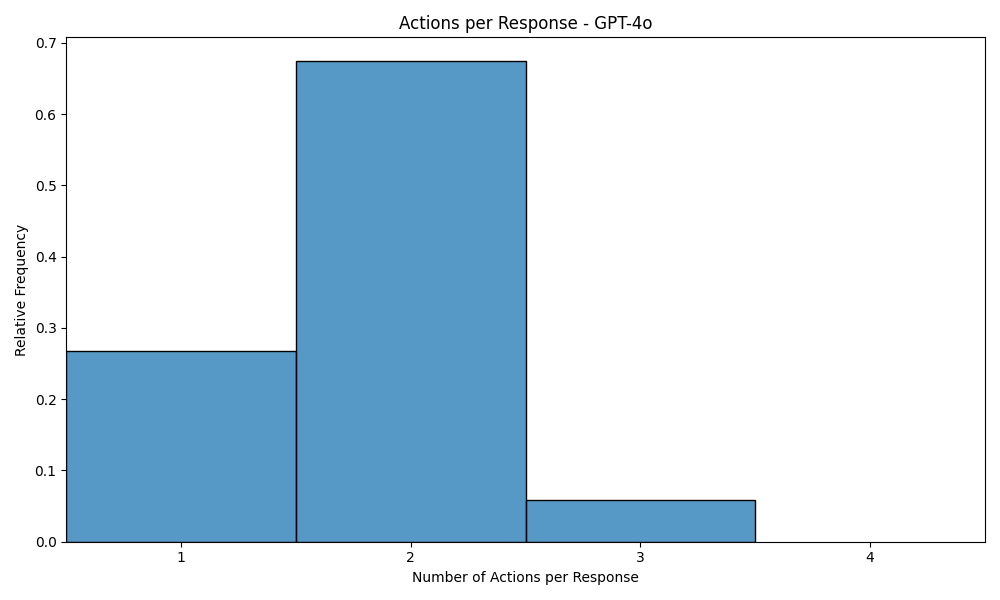 Actions per Response - GPT-4o
0.7
0.6
0.5
0.4
0.3
0.2
0.1
0.0
Relative Frequency
1 2 3 4
Number of Actions per Response